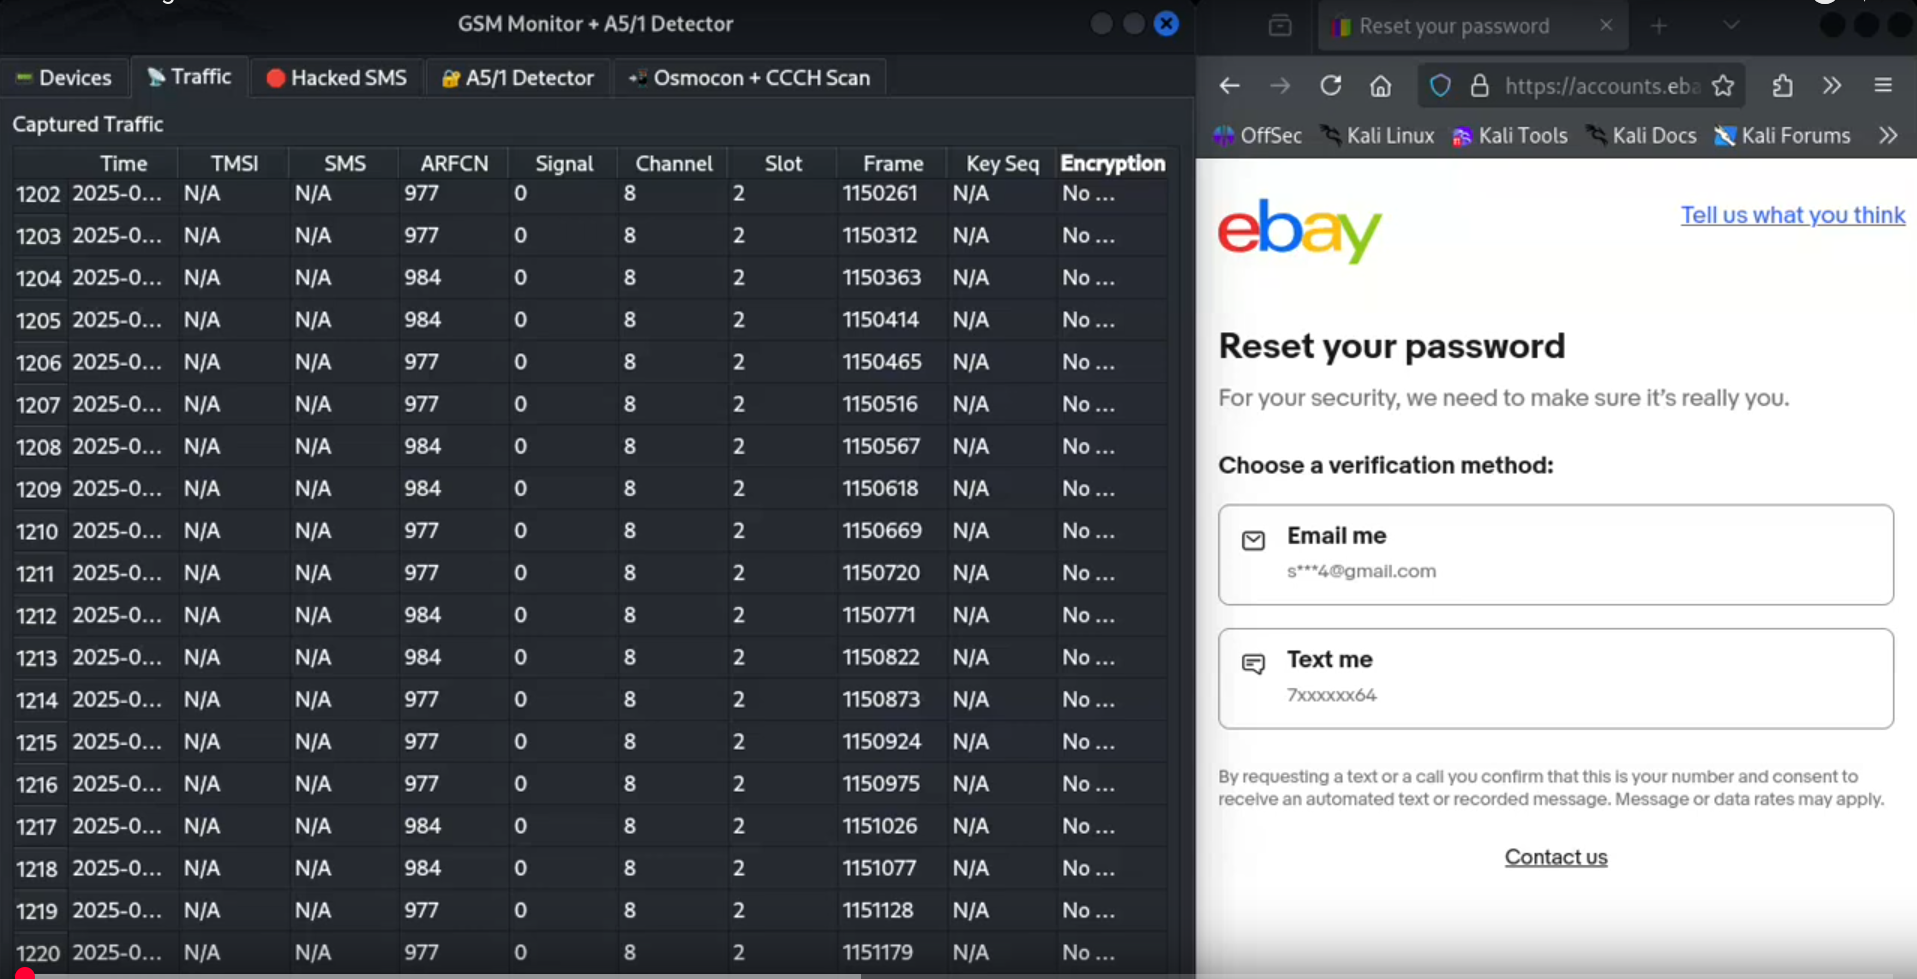 GSM Monitor + A5/1 Detector
Devices Traffic Hacked SMS A5/1 Detector Osmocon + CCCH Scan
Captured Traffic
Time TMSI SMS ARFCN Signal Channel Slot Frame Key Seq Encryption
1202 2025-0... N/A N/A 977 0 8 2 1150261 N/A No ...
1203 2025-0... N/A N/A 977 0 8 2 1150312 N/A No ...
1204 2025-0... N/A N/A 984 0 8 2 1150363 N/A No ...
1205 2025-0... N/A N/A 984 0 8 2 1150414 N/A No ...
1206 2025-0... N/A N/A 977 0 8 2 1150465 N/A No ...
1207 2025-0... N/A N/A 977 0 8 2 1150516 N/A No ...
1208 2025-0... N/A N/A 984 0 8 2 1150567 N/A No ...
1209 2025-0... N/A N/A 984 0 8 2 1150618 N/A No ...
1210 2025-0... N/A N/A 977 0 8 2 1150669 N/A No ...
1211 2025-0... N/A N/A 977 0 8 2 1150720 N/A No ...
1212 2025-0... N/A N/A 984 0 8 2 1150771 N/A No ...
1213 2025-0... N/A N/A 984 0 8 2 1150822 N/A No ...
1214 2025-0... N/A N/A 977 0 8 2 1150873 N/A No ...
1215 2025-0... N/A N/A 977 0 8 2 1150924 N/A No ...
1216 2025-0... N/A N/A 977 0 8 2 1150975 N/A No ...
1217 2025-0... N/A N/A 984 0 8 2 1151026 N/A No ...
1218 2025-0... N/A N/A 984 0 8 2 1151077 N/A No ...
1219 2025-0... N/A N/A 977 0 8 2 1151128 N/A No ...
1220 2025-0... N/A N/A 977 0 8 2 1151179 N/A No ...
Reset your password
https://accounts.eba
OffSec Kali Linux Kali Tools Kali Docs Kali Forums
ebay
Tell us what you think
Reset your password
For your security, we need to make sure it's really you.
Choose a verification method:
Email me
s***4@gmail.com
Text me
7xxxxxx64
By requesting a text or a call you confirm that this is your number and consent to
receive an automated text or recorded message. Message or data rates may apply.
Contact us